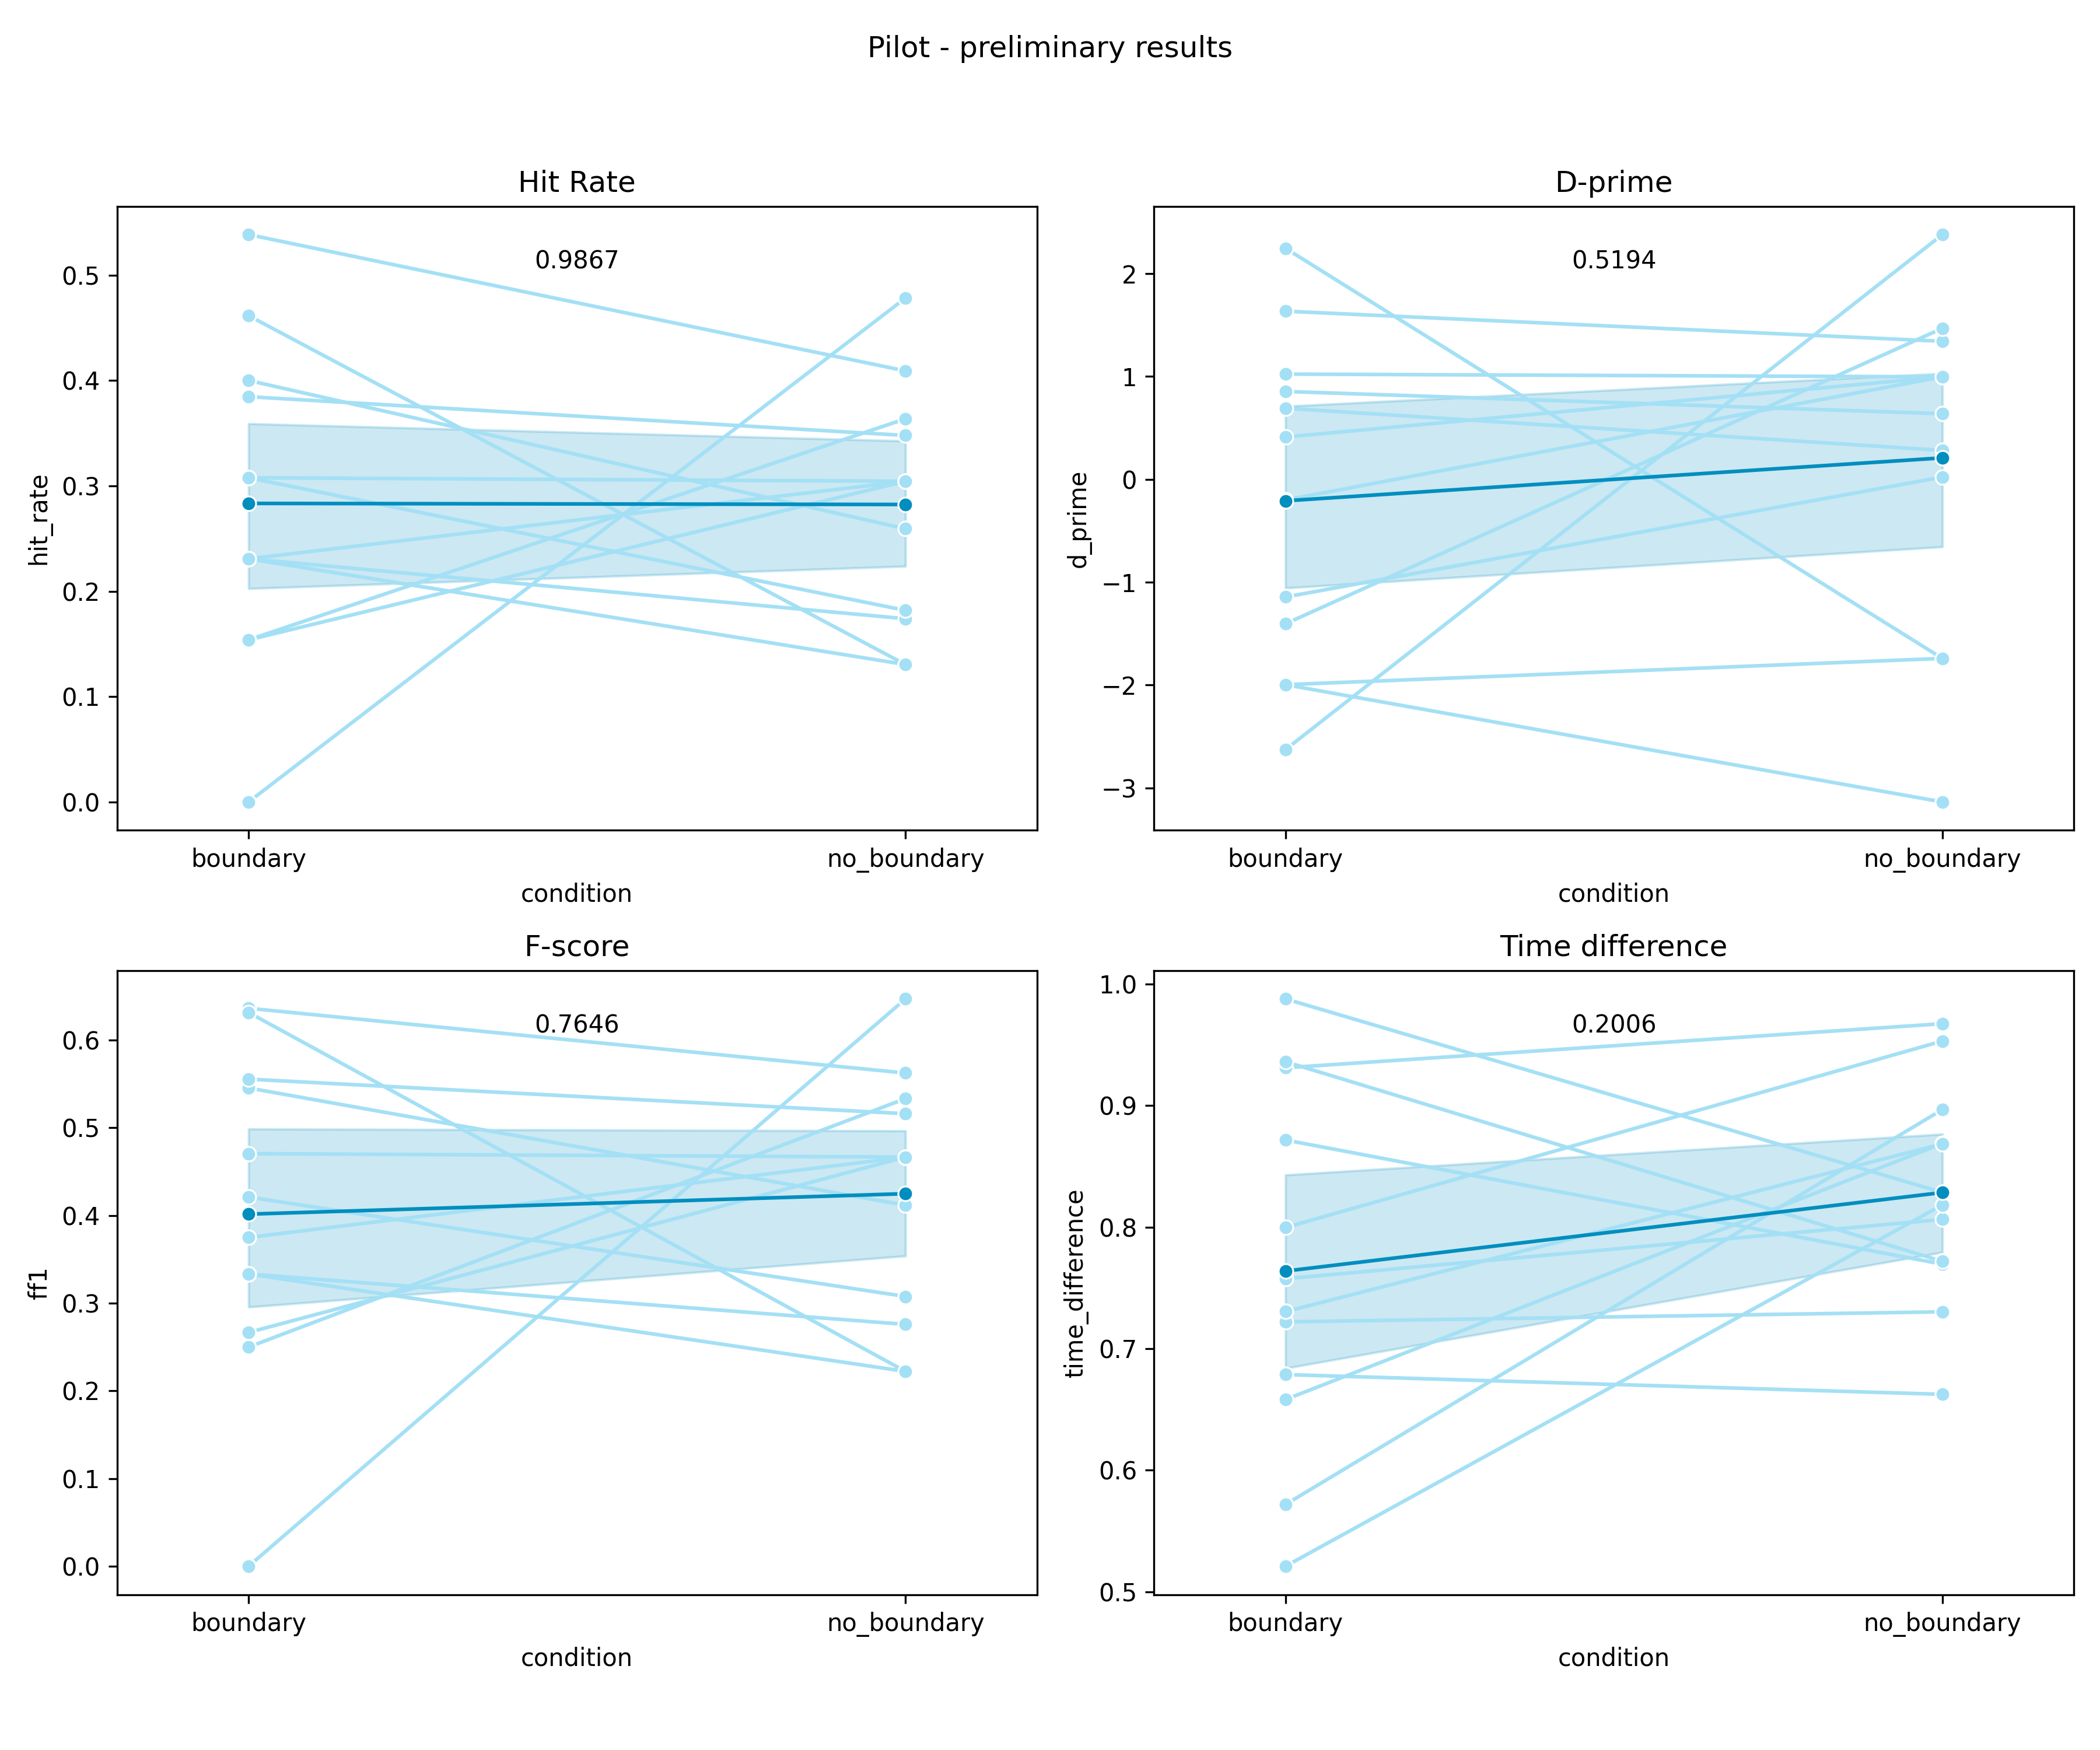 Pilot - preliminary results
Hit Rate
0.9867
hit_rate
0.5
0.4
0.3
0.2
0.1
0.0
boundary
no_boundary
condition
D-prime
0.5194
d_prime
2
1
0
−1
−2
−3
boundary
no_boundary
condition
F-score
0.7646
ff1
0.6
0.5
0.4
0.3
0.2
0.1
0.0
boundary
no_boundary
condition
Time difference
0.2006
time_difference
1.0
0.9
0.8
0.7
0.6
0.5
boundary
no_boundary
condition